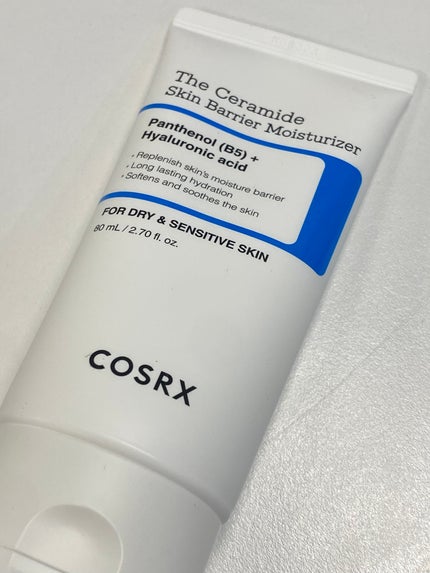 The Ceramide
Skin Barrier Moisturizer
Panthenol (B5) +
Hyaluronic acid
• Replenish skin's moisture barrier
• Long lasting hydration
• Softens and soothes the skin
FOR DRY & SENSITIVE SKIN
80 mL / 2.70 fl. oz.
COSRX